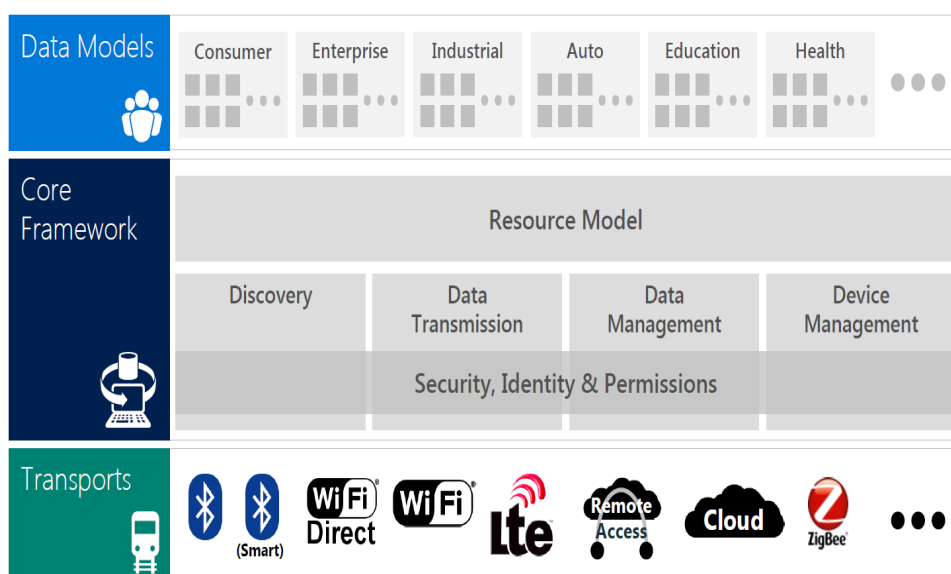 Data Models
Consumer
Enterprise
Industrial
Auto
Education
Health
Core
Framework
Resource Model
Discovery
Data
Transmission
Data
Management
Device
Management
Security, Identity & Permissions
Transports
(Smart)
WiFi
Direct
WiFi
Lte
Remote
Access
Cloud
ZigBee